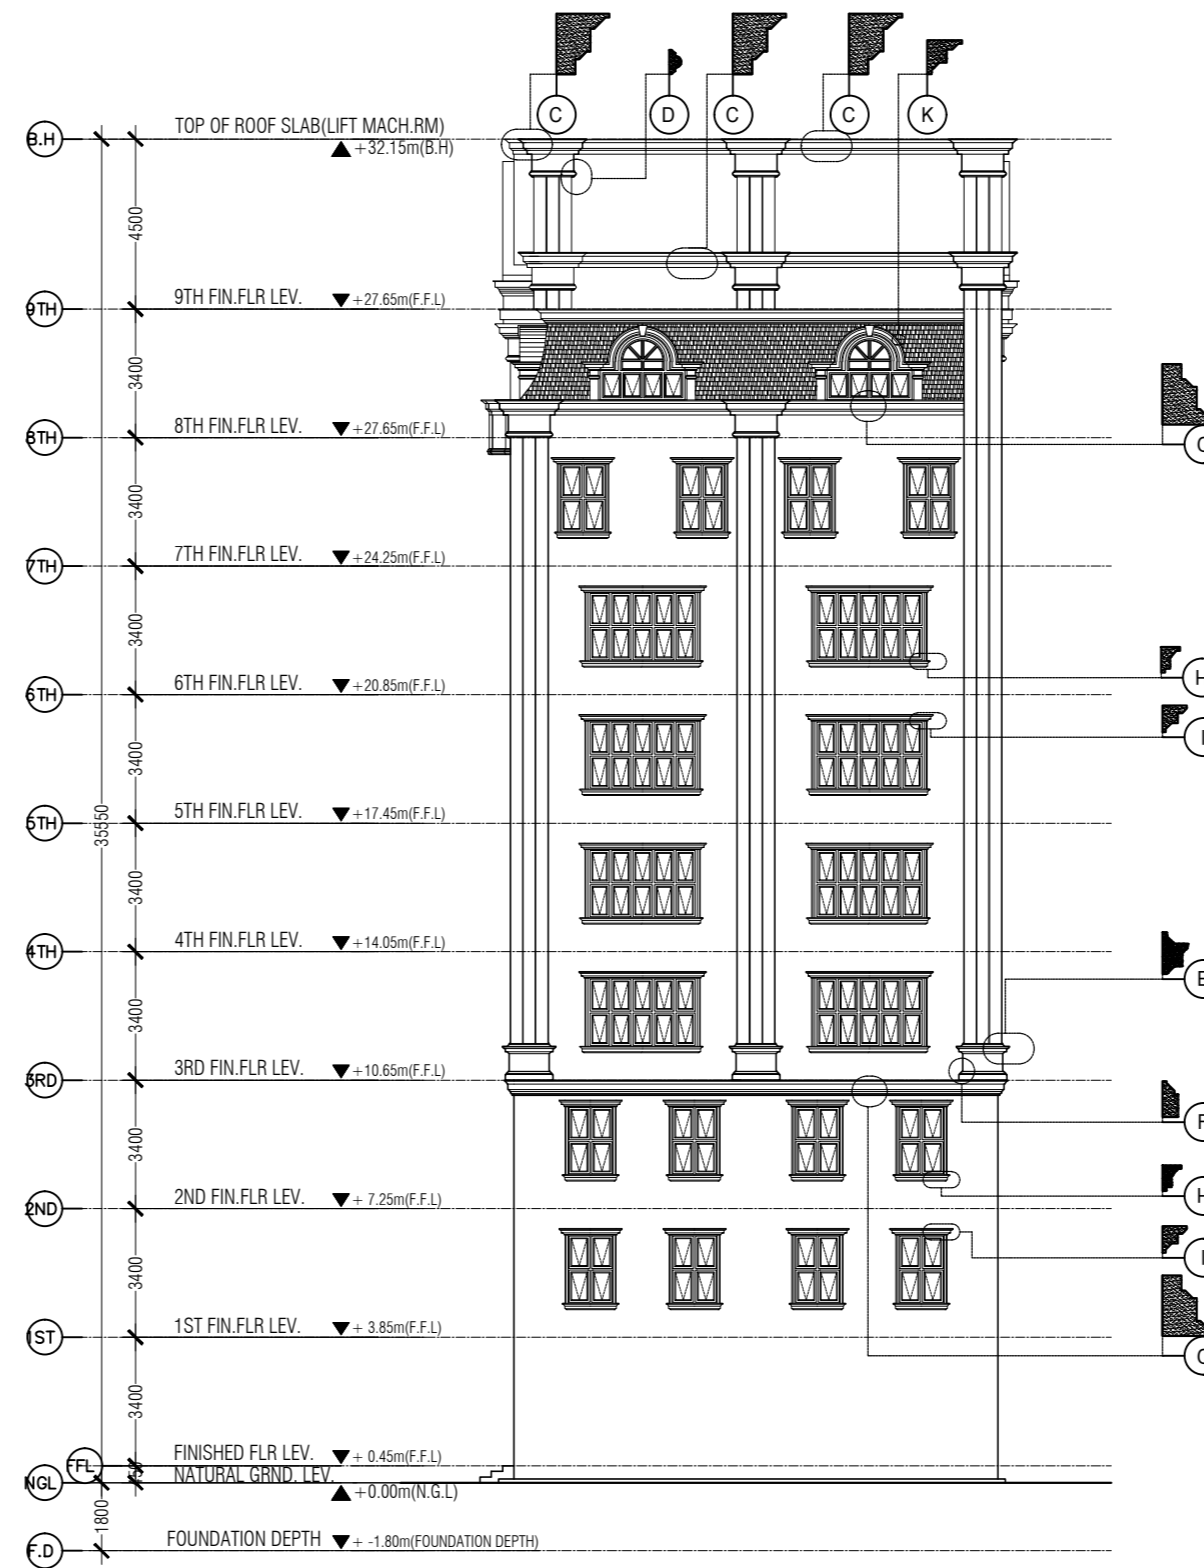 C D C C K
B.H TOP OF ROOF SLAB(LIFT MACH.RM)
+32.15m(B.H)
4500
9TH 9TH FIN.FLR LEV. +27.65m(F.F.L)
3400
8TH 8TH FIN.FLR LEV. +27.65m(F.F.L)
3400
7TH 7TH FIN.FLR LEV. +24.25m(F.F.L)
3400
H
6TH 6TH FIN.FLR LEV. +20.85m(F.F.L)
I
3400
5TH 5TH FIN.FLR LEV. +17.45m(F.F.L)
35550
3400
4TH 4TH FIN.FLR LEV. +14.05m(F.F.L)
3400
3RD 3RD FIN.FLR LEV. +10.65m(F.F.L)
3400
H
2ND 2ND FIN.FLR LEV. + 7.25m(F.F.L)
I
3400
1ST 1ST FIN.FLR LEV. + 3.85m(F.F.L)
3400
FFL FINISHED FLR LEV. + 0.45m(F.F.L)
450
NGL NATURAL GRND. LEV.
+0.00m(N.G.L)
1800
F.D FOUNDATION DEPTH + -1.80m(FOUNDATION DEPTH)